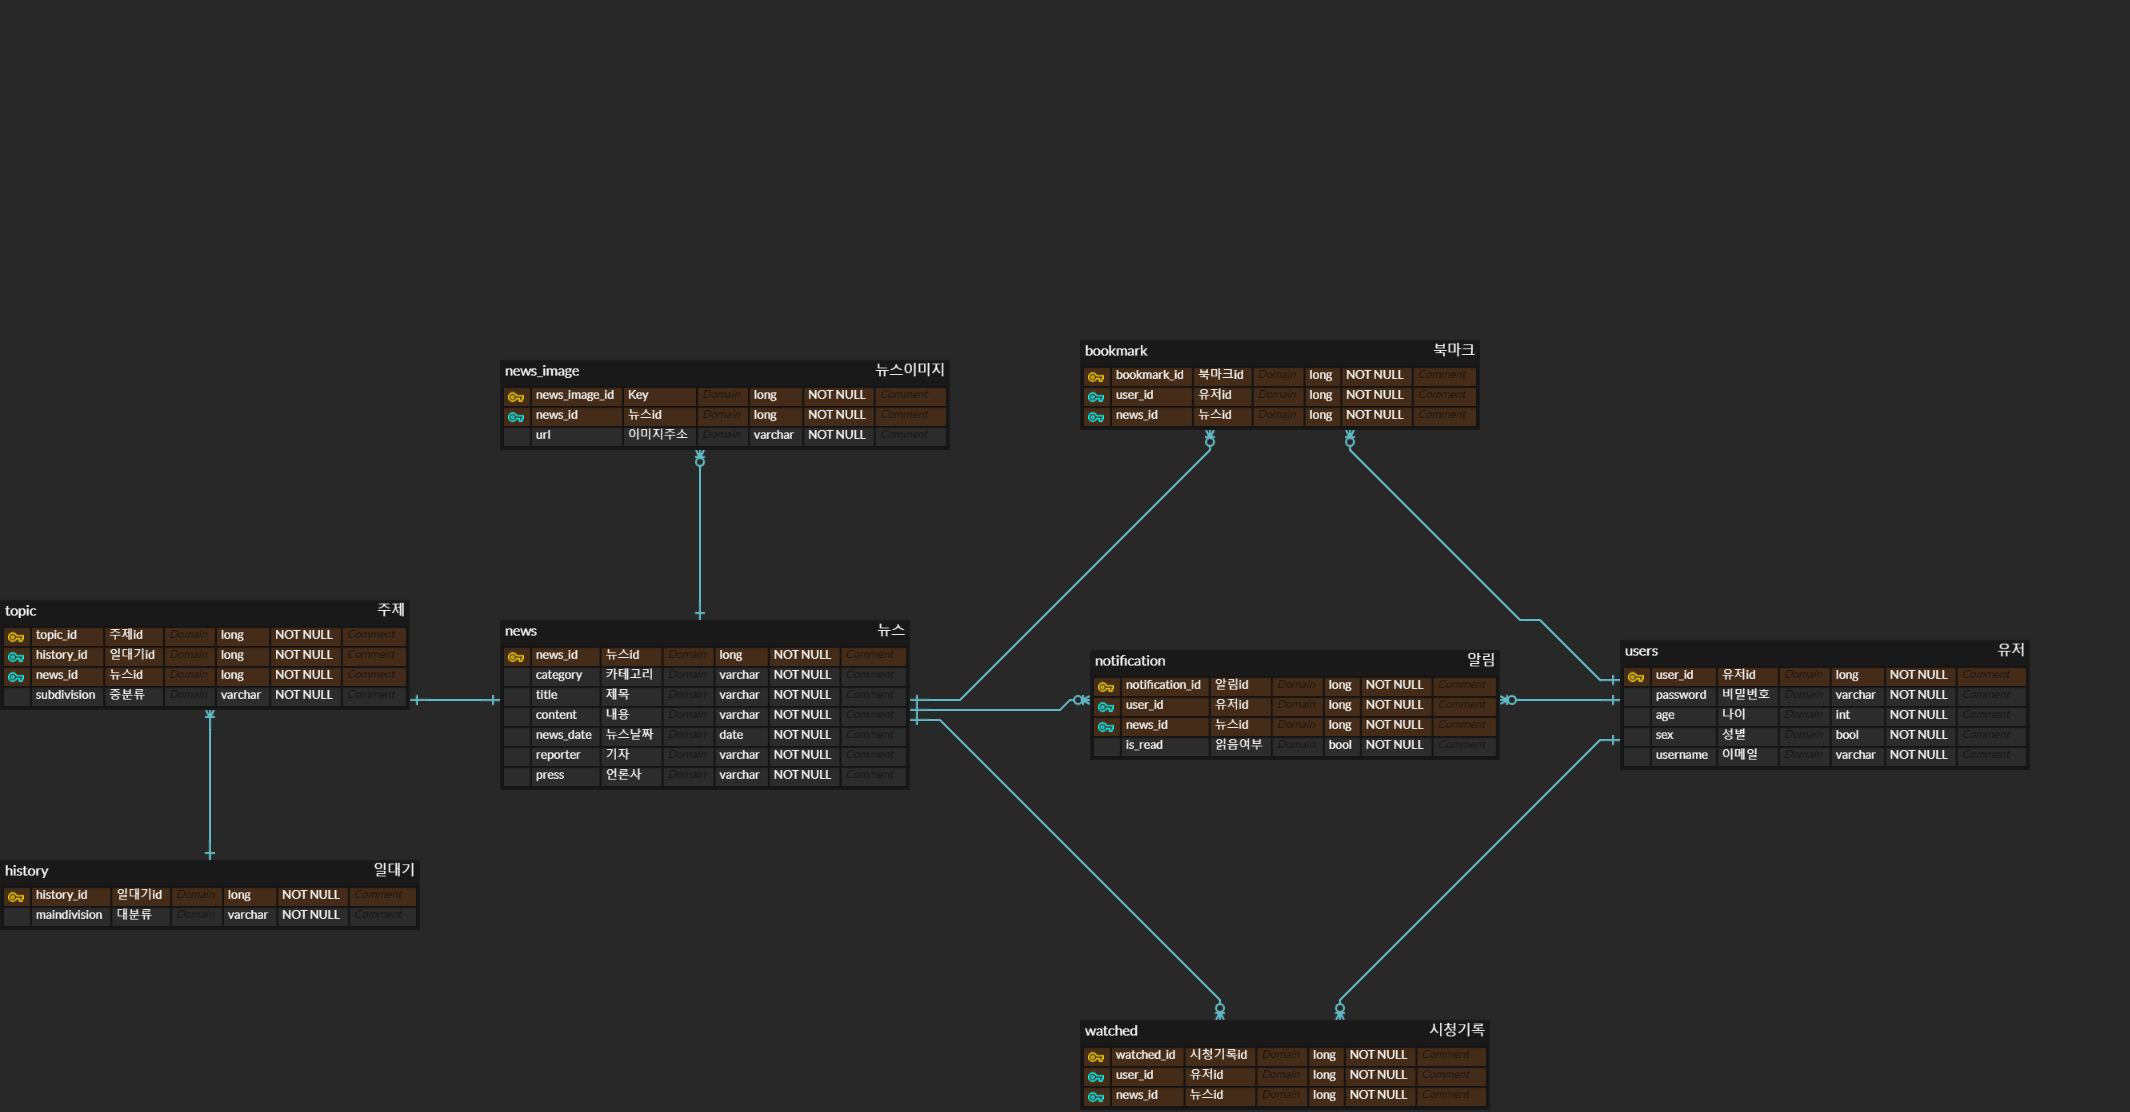 bookmark 북마크
bookmark_id 북마크id Domain long NOT NULL Comment
user_id 유저id Domain long NOT NULL Comment
news_id 뉴스id Domain long NOT NULL Comment
news_image 뉴스이미지
news_image_id Key Domain long NOT NULL Comment
news_id 뉴스id Domain long NOT NULL Comment
url 이미지주소 Domain varchar NOT NULL Comment
topic 주제
topic_id 주제id Domain long NOT NULL Comment
history_id 일대기id Domain long NOT NULL Comment
news_id 뉴스id Domain long NOT NULL Comment
subdivision 중분류 Domain varchar NOT NULL Comment
news 뉴스
news_id 뉴스id Domain long NOT NULL Comment
category 카테고리 Domain varchar NOT NULL Comment
title 제목 Domain varchar NOT NULL Comment
content 내용 Domain varchar NOT NULL Comment
news_date 뉴스날짜 Domain date NOT NULL Comment
reporter 기자 Domain varchar NOT NULL Comment
press 언론사 Domain varchar NOT NULL Comment
notification 알림
notification_id 알림id Domain long NOT NULL Comment
user_id 유저id Domain long NOT NULL Comment
news_id 뉴스id Domain long NOT NULL Comment
is_read 읽음여부 Domain bool NOT NULL Comment
users 유저
user_id 유저id Domain long NOT NULL Comment
password 비밀번호 Domain varchar NOT NULL Comment
age 나이 Domain int NOT NULL Comment
sex 성별 Domain bool NOT NULL Comment
username 이메일 Domain varchar NOT NULL Comment
history 일대기
history_id 일대기id Domain long NOT NULL Comment
maindivision 대분류 Domain varchar NOT NULL Comment
watched 시청기록
watched_id 시청기록id Domain long NOT NULL Comment
user_id 유저id Domain long NOT NULL Comment
news_id 뉴스id Domain long NOT NULL Comment